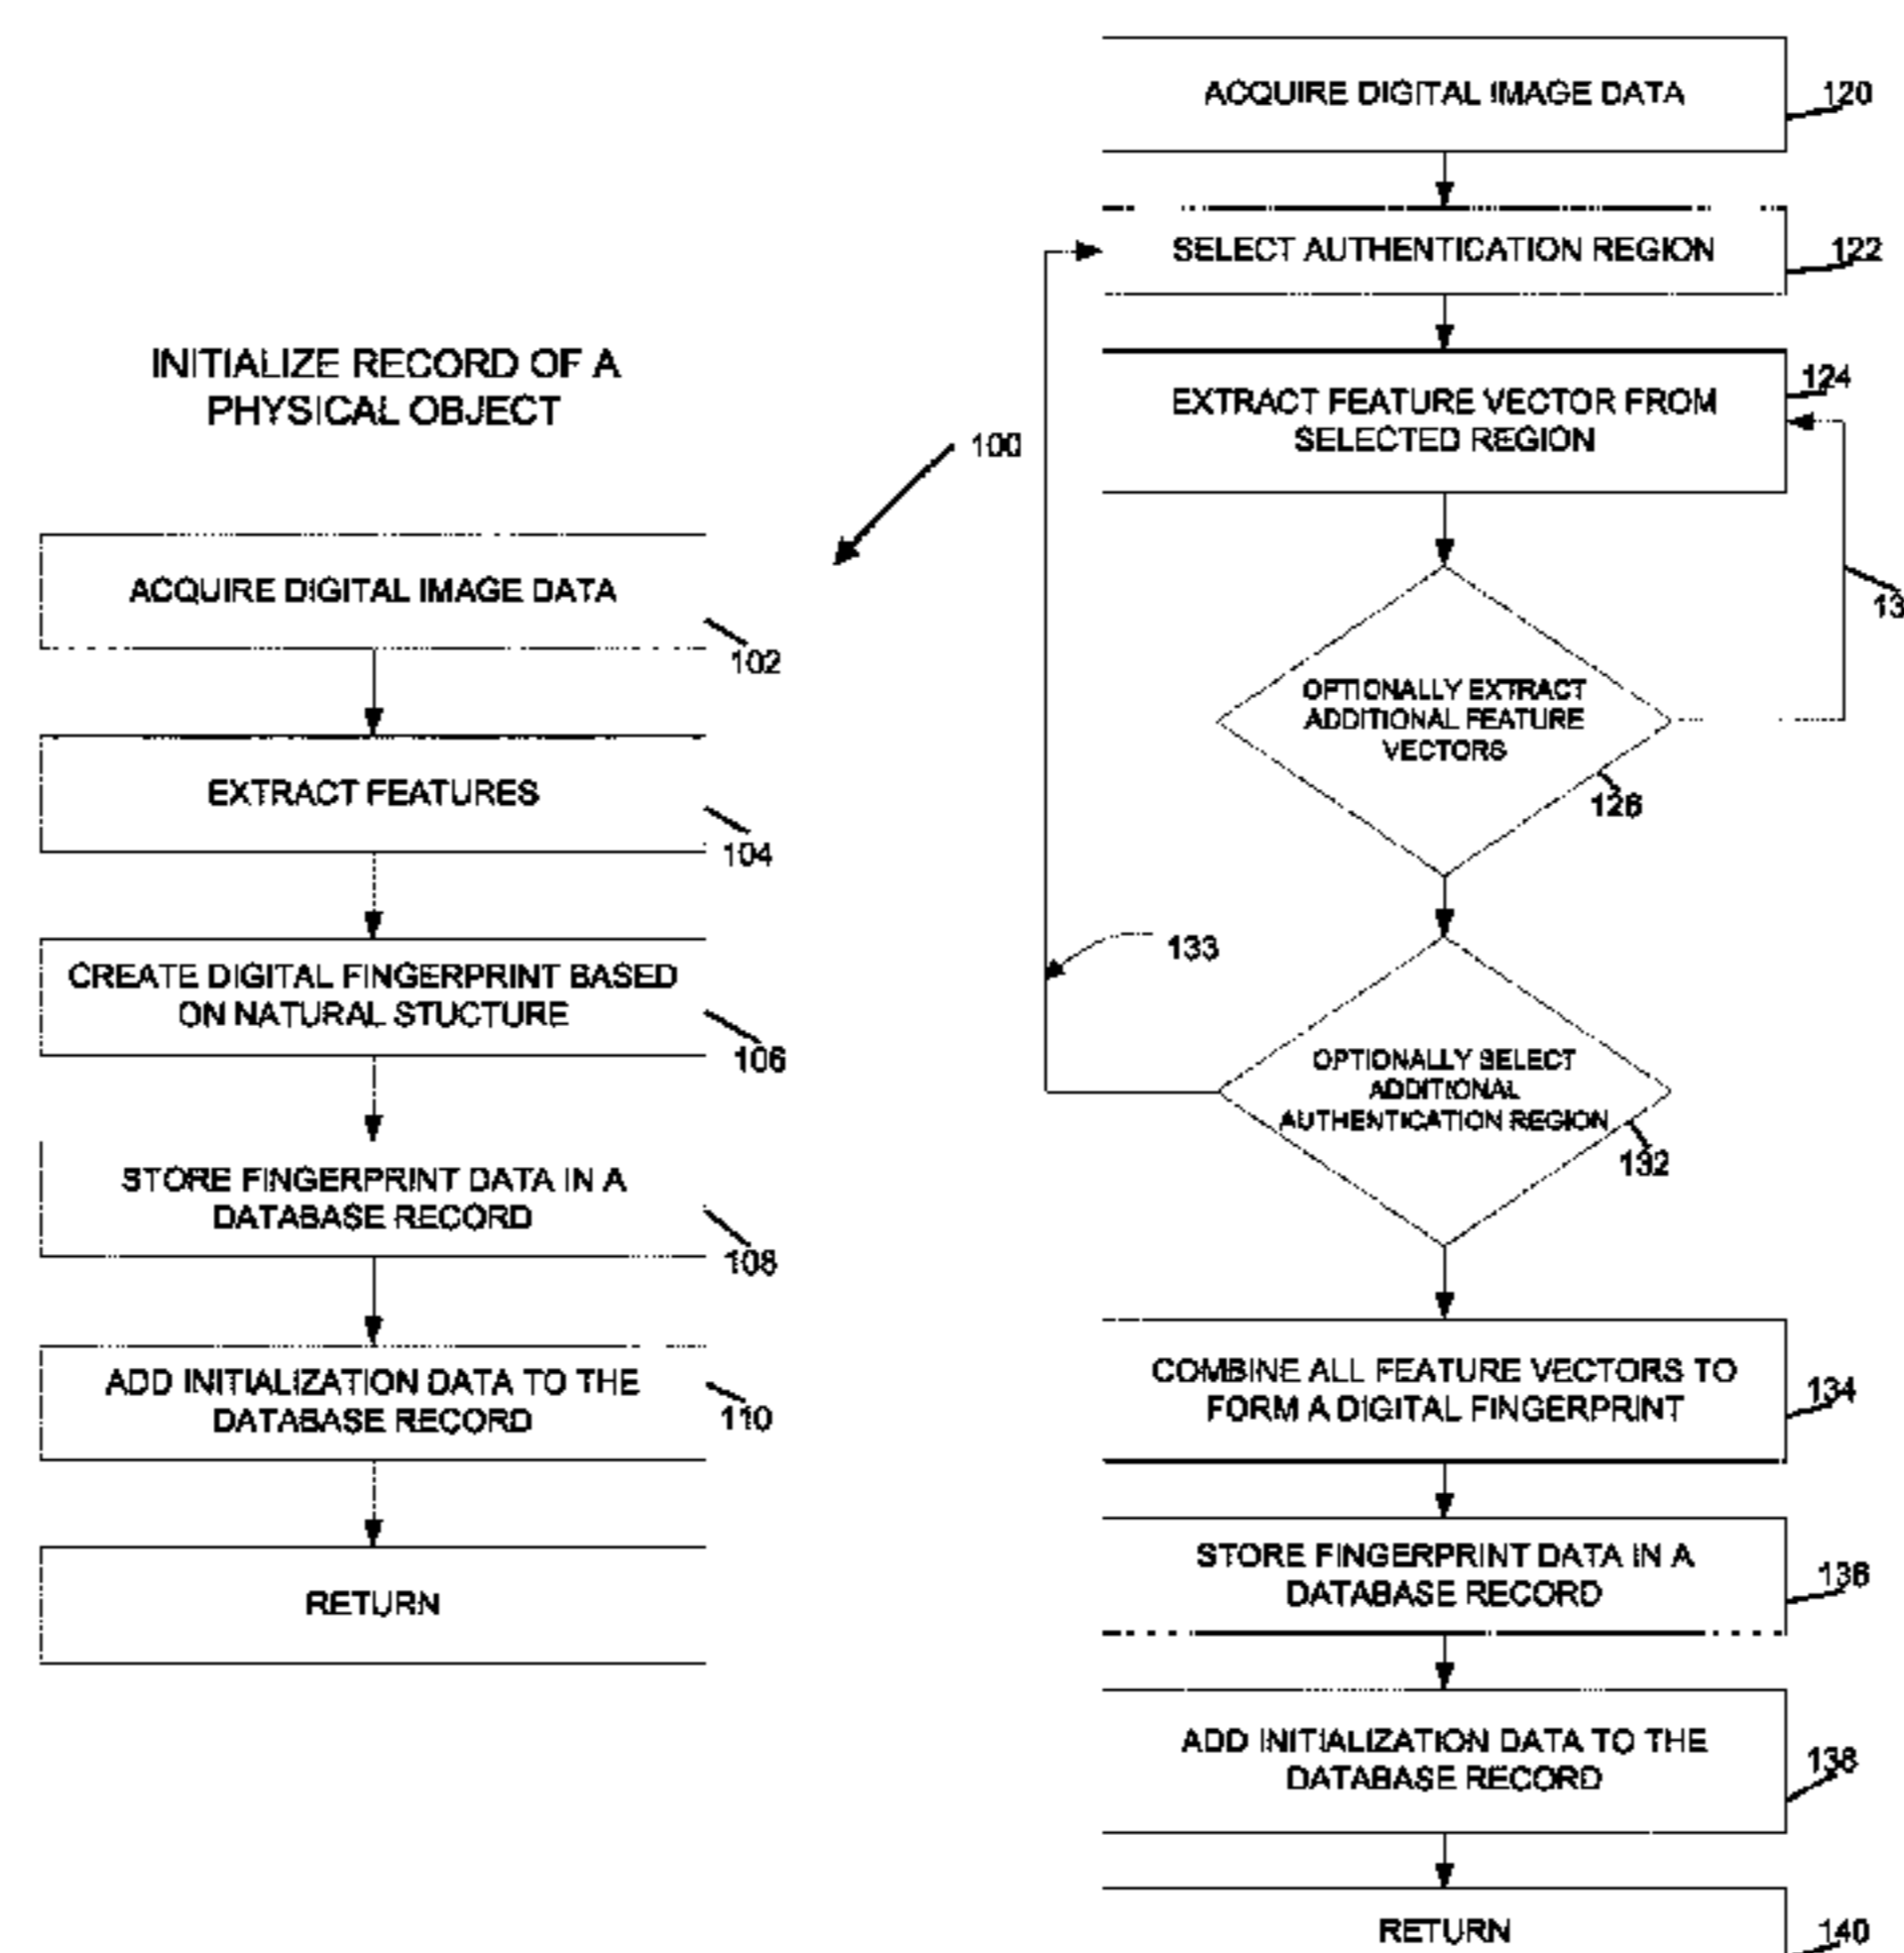 INITIALIZE RECORD OF A
PHYSICAL OBJECT
100
ACQUIRE DIGITAL IMAGE DATA
102
EXTRACT FEATURES
104
CREATE DIGITAL FINGERPRINT BASED
ON NATURAL STUCTURE
106
STORE FINGERPRINT DATA IN A
DATABASE RECORD
108
ADD INITIALIZATION DATA TO THE
DATABASE RECORD
110
RETURN
ACQUIRE DIGITAL IMAGE DATA
120
SELECT AUTHENTICATION REGION
122
EXTRACT FEATURE VECTOR FROM
SELECTED REGION
124
OPTIONALLY EXTRACT
ADDITIONAL FEATURE
VECTORS
133
OPTIONALLY SELECT
ADDITIONAL
AUTHENTICATION REGION
132
COMBINE ALL FEATURE VECTORS TO
FORM A DIGITAL FINGERPRINT
134
STORE FINGERPRINT DATA IN A
DATABASE RECORD
136
ADD INITIALIZATION DATA TO THE
DATABASE RECORD
138
RETURN
140